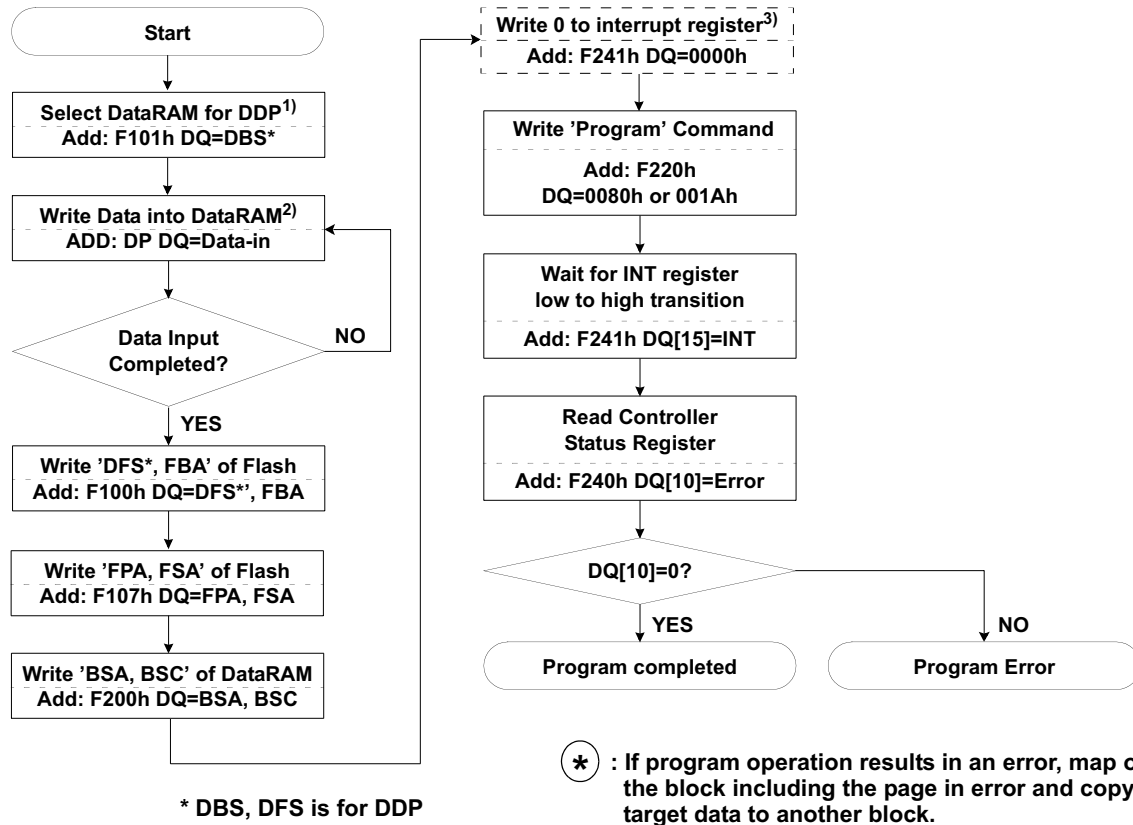 Start
Select DataRAM for DDP1)
Add: F101h DQ=DBS*
Write Data into DataRAM2)
ADD: DP DQ=Data-in
Data Input
Completed?
NO
YES
Write 'DFS*, FBA' of Flash
Add: F100h DQ=DFS*', FBA
Write 'FPA, FSA' of Flash
Add: F107h DQ=FPA, FSA
Write 'BSA, BSC' of DataRAM
Add: F200h DQ=BSA, BSC
Write 0 to interrupt register3)
Add: F241h DQ=0000h
Write 'Program' Command
Add: F220h
DQ=0080h or 001Ah
Wait for INT register
low to high transition
Add: F241h DQ[15]=INT
Read Controller
Status Register
Add: F240h DQ[10]=Error
DQ[10]=0?
YES
NO
Program completed
Program Error
* : If program operation results in an error, map
the block including the page in error and copy
target data to another block.
* DBS, DFS is for DDP